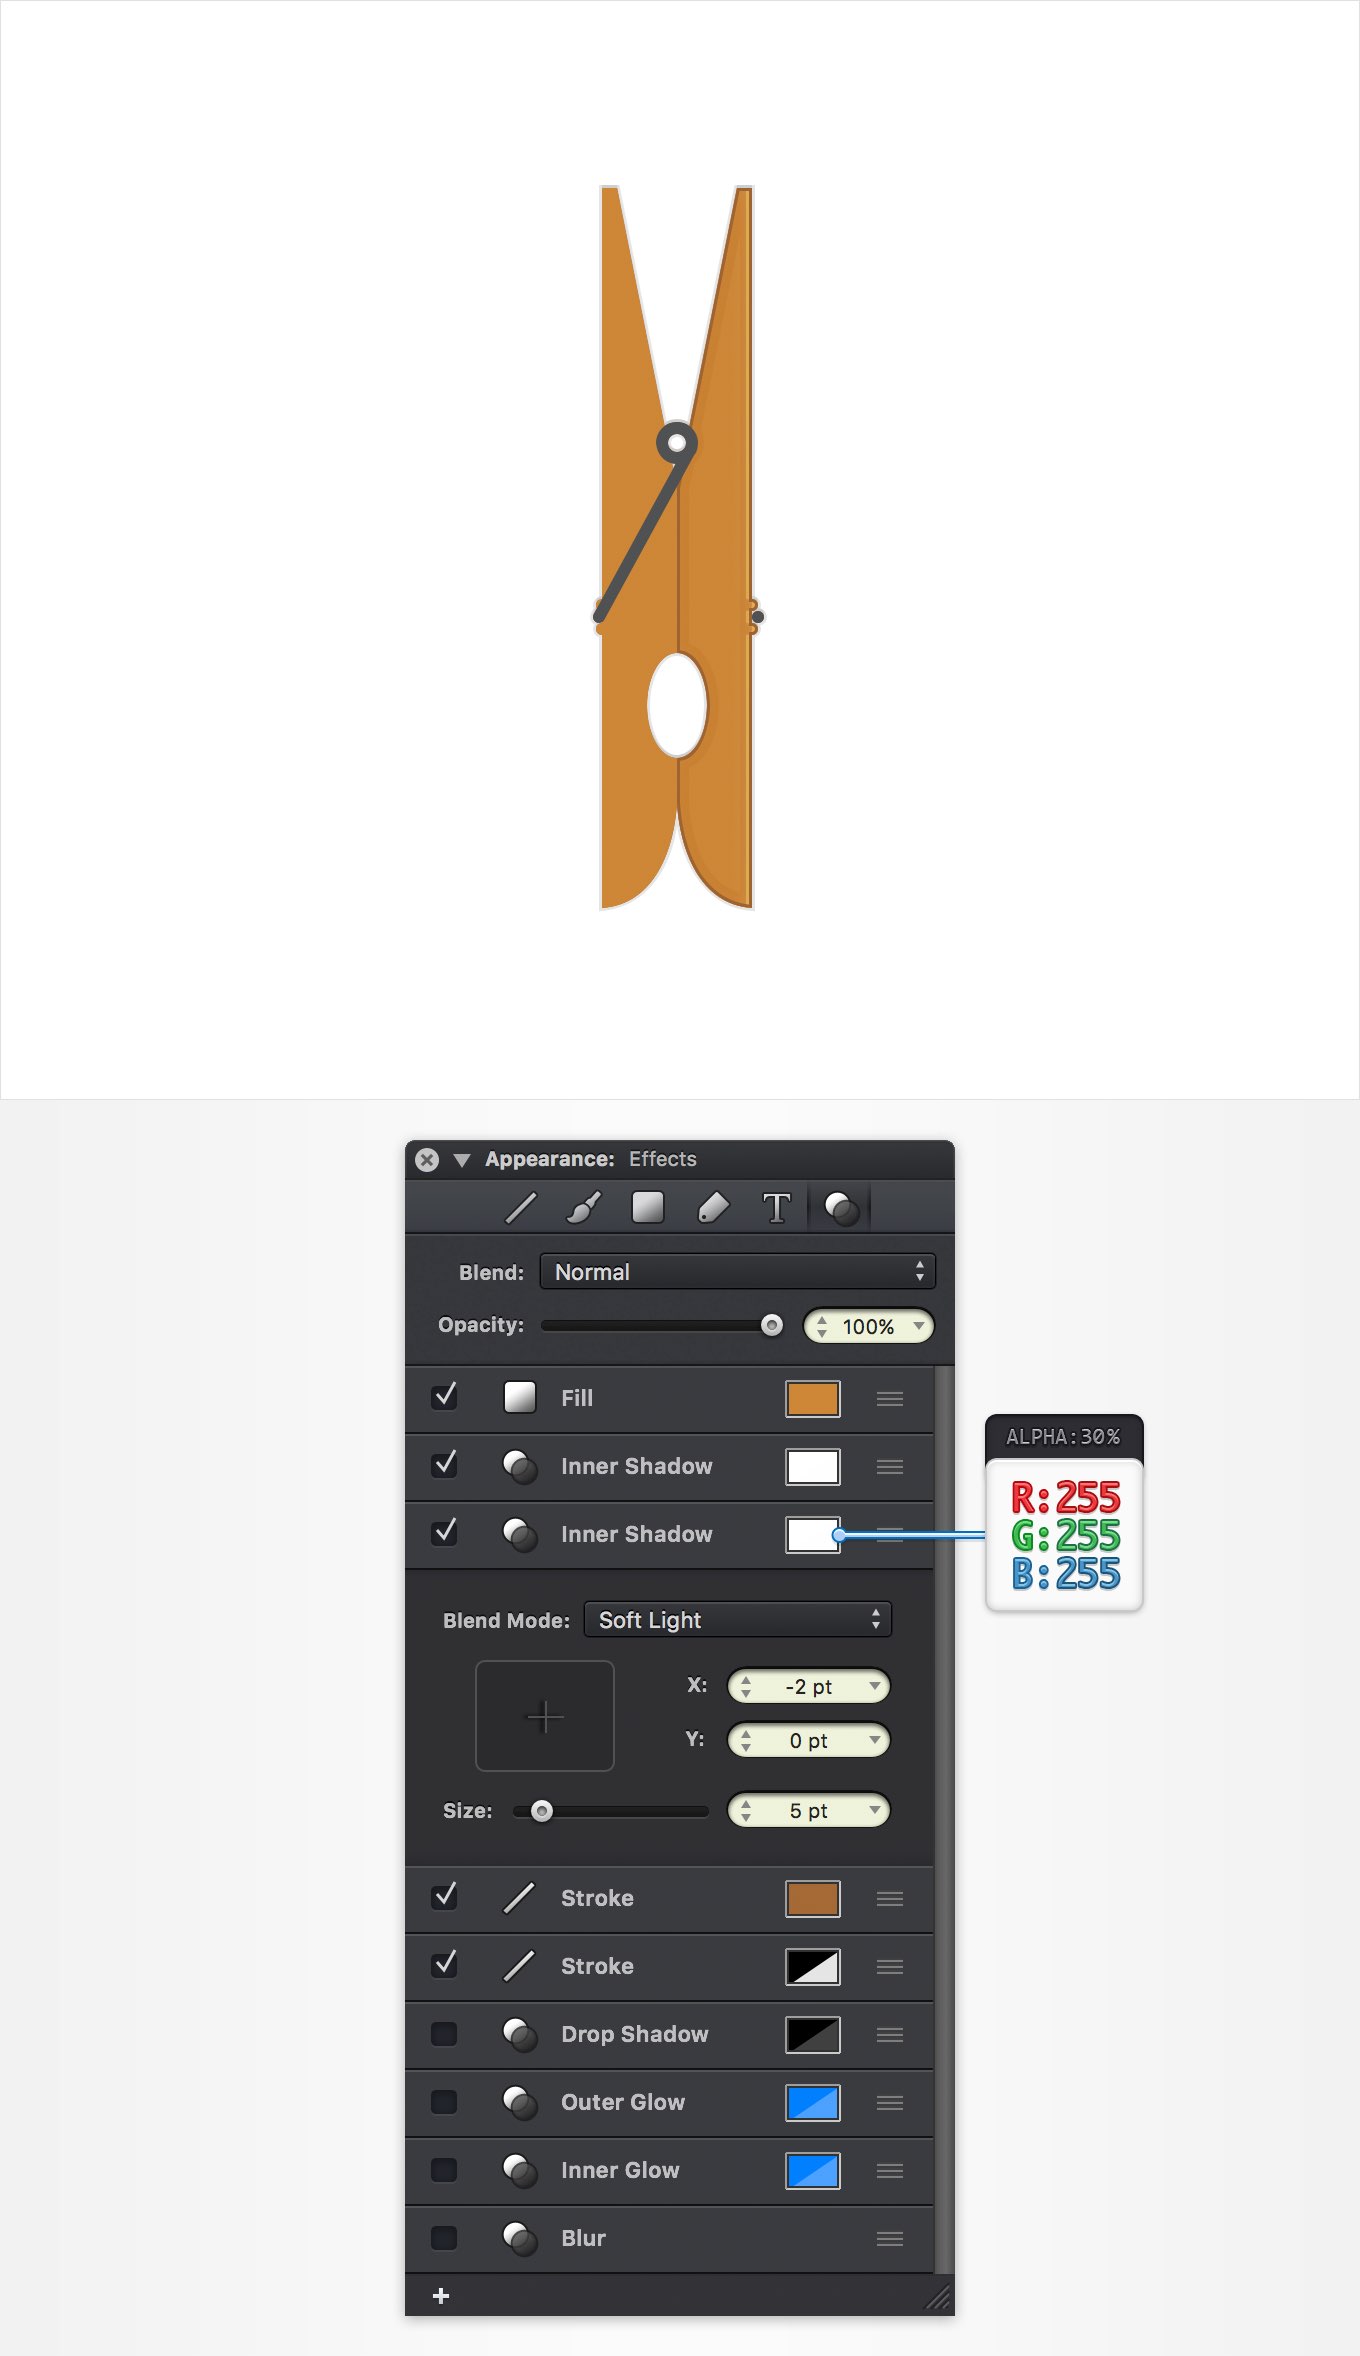 Appearance: Effects
T
Blend: Normal
Opacity: 100%
Fill
Inner Shadow
Inner Shadow
ALPHA:30%
R:255
G:255
B:255
Blend Mode: Soft Light
X: -2 pt
Y: 0 pt
Size: 5 pt
Stroke
Stroke
Drop Shadow
Outer Glow
Inner Glow
Blur